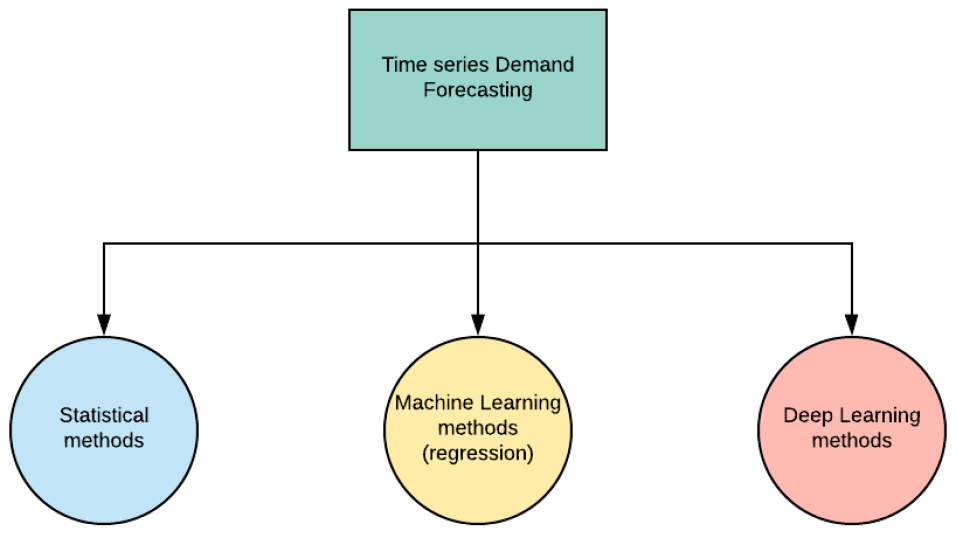 Time series Demand
Forecasting
Statistical
methods
Machine Learning
methods
(regression)
Deep Learning
methods